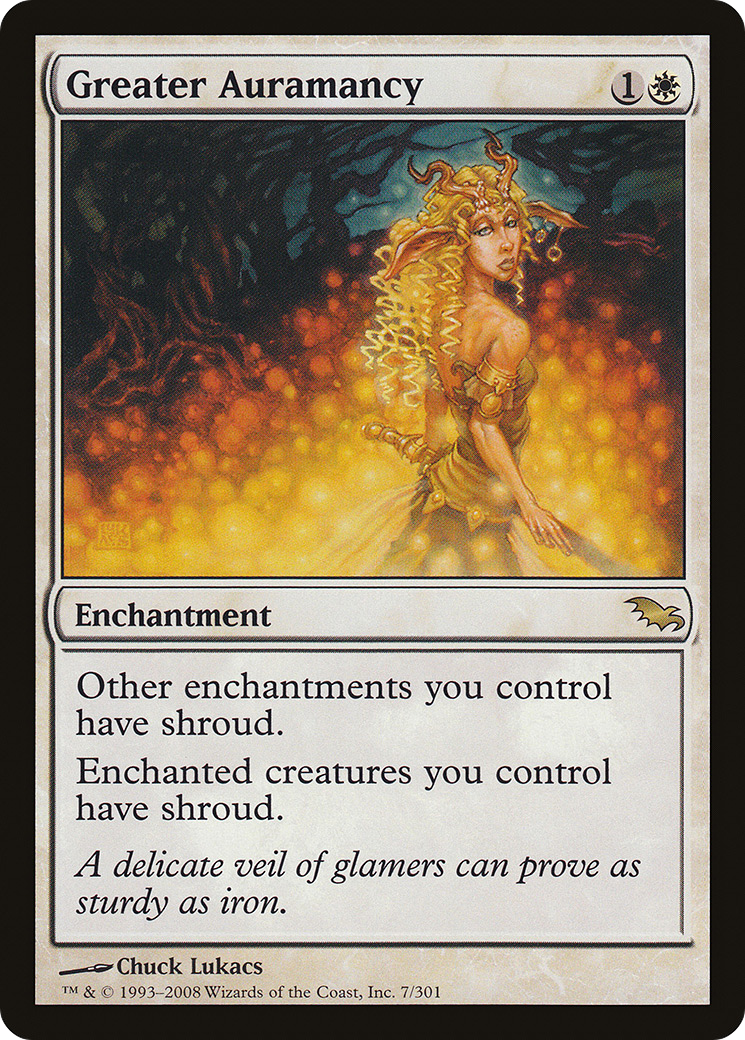 Greater Auramancy 1
Enchantment
Other enchantments you control
have shroud.
Enchanted creatures you control
have shroud.
A delicate veil of glamers can prove as
sturdy as iron.
Chuck Lukacs
™ & © 1993–2008 Wizards of the Coast, Inc. 7/301